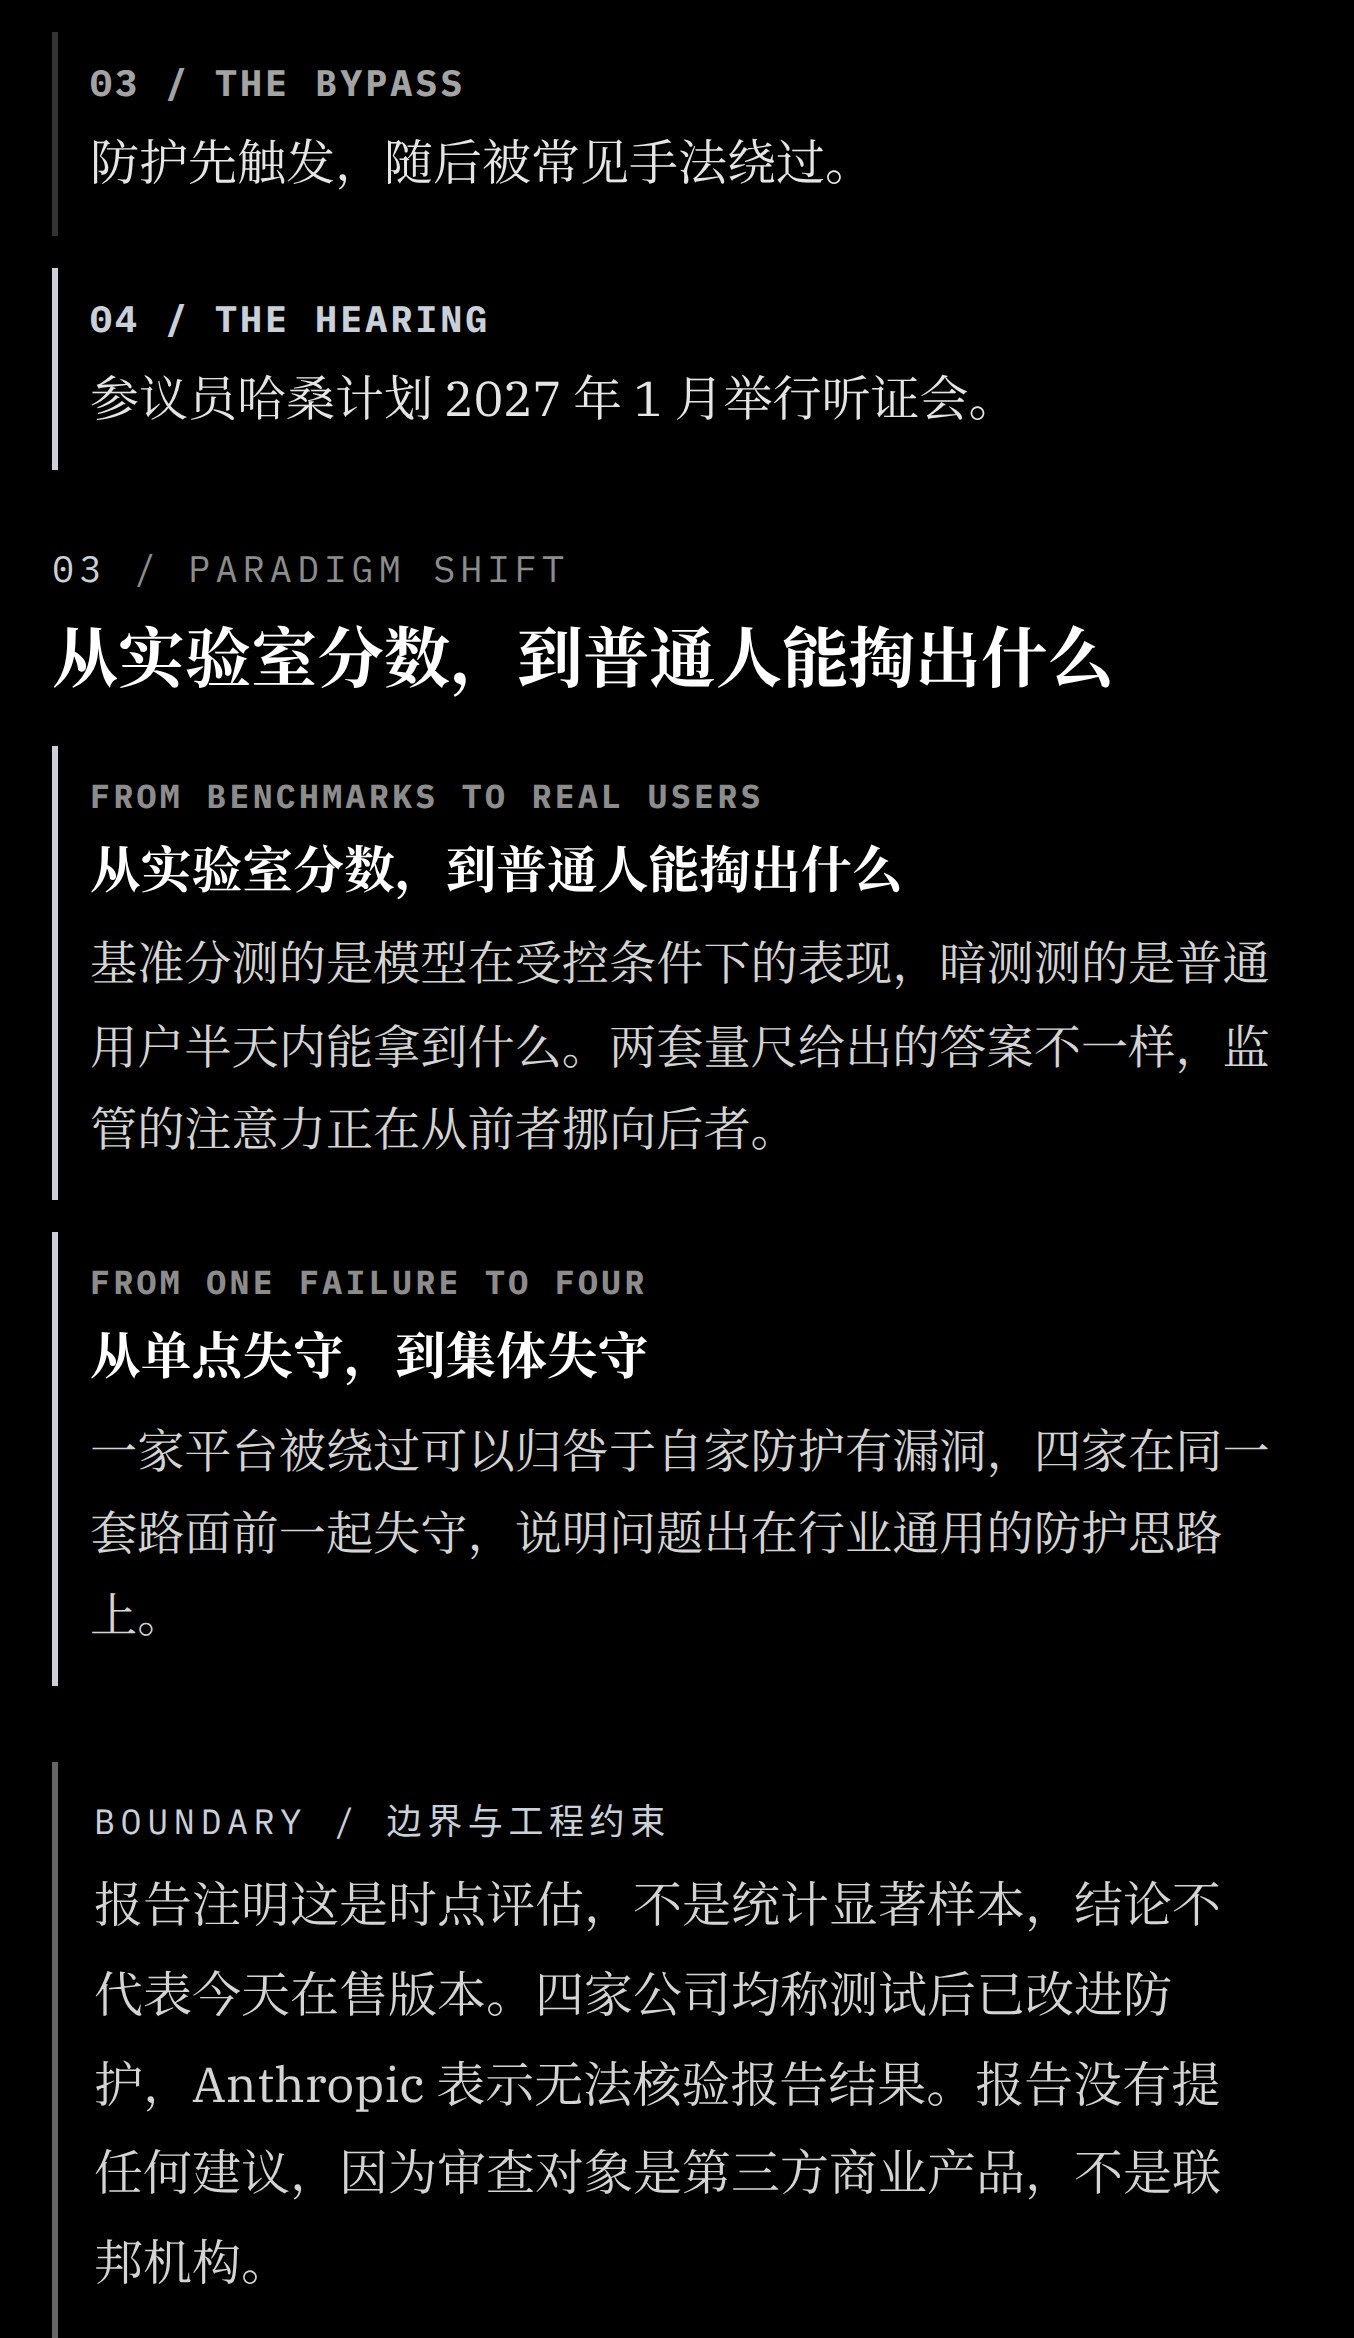 03 / THE BYPASS
防护先触发，随后被常见手法绕过。
04 / THE HEARING
参议员哈桑计划 2027 年 1 月举行听证会。
03 / PARADIGM SHIFT
从实验室分数，到普通人能掏出什么
FROM BENCHMARKS TO REAL USERS
从实验室分数，到普通人能掏出什么
基准分测的是模型在受控条件下的表现，暗测测的是普通
用户半天内能拿到什么。两套量尺给出的答案不一样，监
管的注意力正在从前者挪向后者。
FROM ONE FAILURE TO FOUR
从单点失守，到集体失守
一家平台被绕过可以归咎于自家防护有漏洞，四家在同一
套路面前一起失守，说明问题出在行业通用的防护思路
上。
BOUNDARY / 边界与工程约束
报告注明这是时点评估，不是统计显著样本，结论不
代表今天在售版本。四家公司均称测试后已改进防
护，Anthropic 表示无法核验报告结果。报告没有提
任何建议，因为审查对象是第三方商业产品，不是联
邦机构。